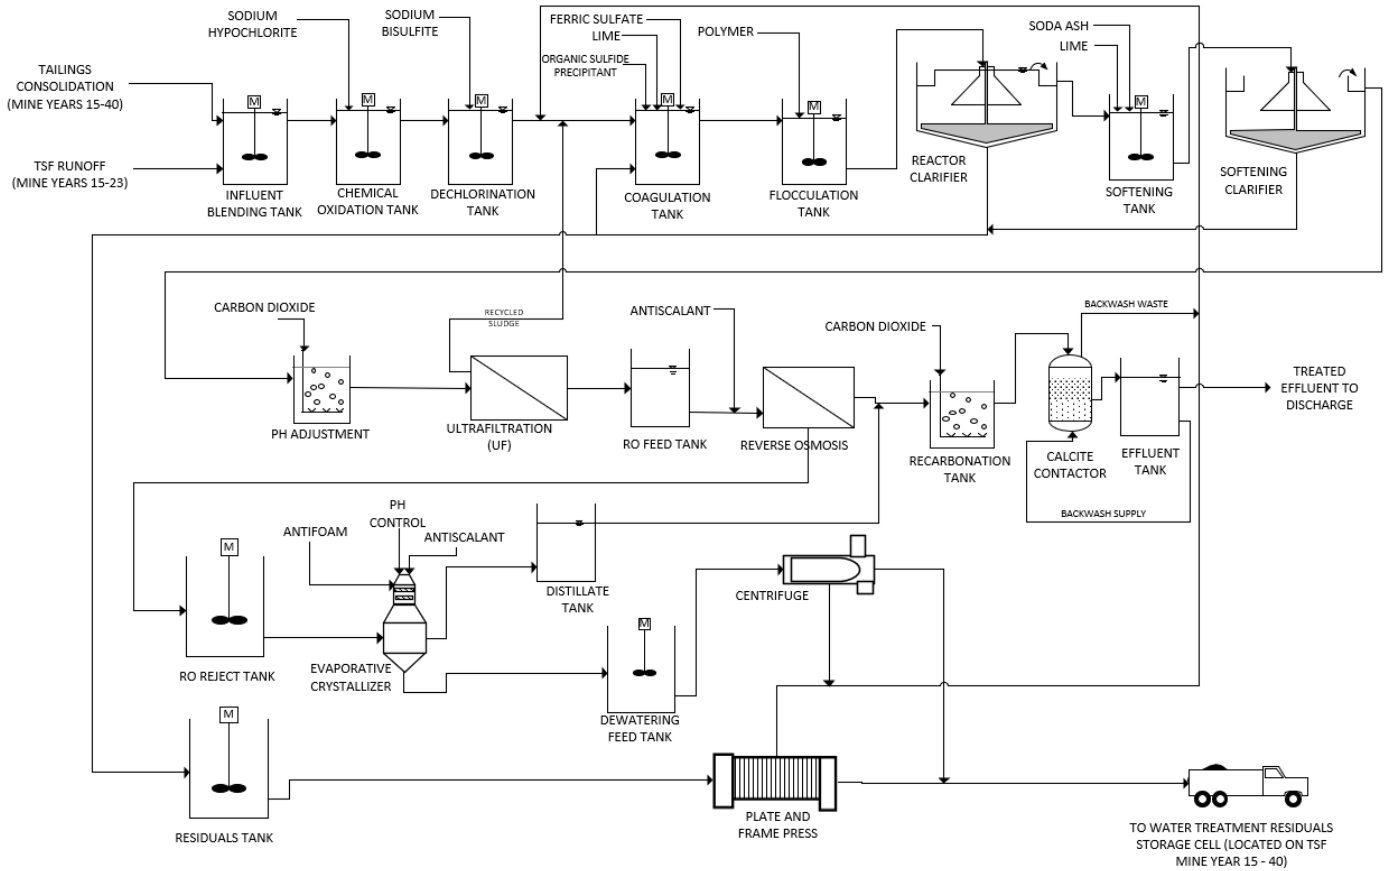 SODIUM
HYPOCHLORITE
SODIUM
BISULFITE
FERRIC SULFATE
LIME
ORGANIC SULFIDE
PRECIPITANT
POLYMER
SODA ASH
LIME
TAILINGS
CONSOLIDATION
(MINE YEARS 15-40)
TSF RUNOFF
(MINE YEARS 15-23)
M
M
M
M
M
M
INFLUENT
BLENDING TANK
CHEMICAL
OXIDATION TANK
DECHLORINATION
TANK
COAGULATION
TANK
FLOCCULATION
TANK
REACTOR
CLARIFIER
SOFTENING
TANK
SOFTENING
CLARIFIER
CARBON DIOXIDE
RECYCLED
SLUDGE
ANTISCALANT
CARBON DIOXIDE
BACKWASH WASTE
TREATED
EFFLUENT TO
DISCHARGE
PH ADJUSTMENT
ULTRAFILTRATION
(UF)
RO FEED TANK
REVERSE OSMOSIS
RECARBONATION
TANK
CALCITE
CONTACTOR
EFFLUENT
TANK
BACKWASH SUPPLY
PH
CONTROL
ANTIFOAM
ANTISCALANT
M
RO REJECT TANK
EVAPORATIVE
CRYSTALLIZER
DISTILLATE
TANK
CENTRIFUGE
M
DEWATERING
FEED TANK
M
RESIDUALS TANK
PLATE AND
FRAME PRESS
TO WATER TREATMENT RESIDUALS
STORAGE CELL (LOCATED ON TSF
MINE YEAR 15 - 40)